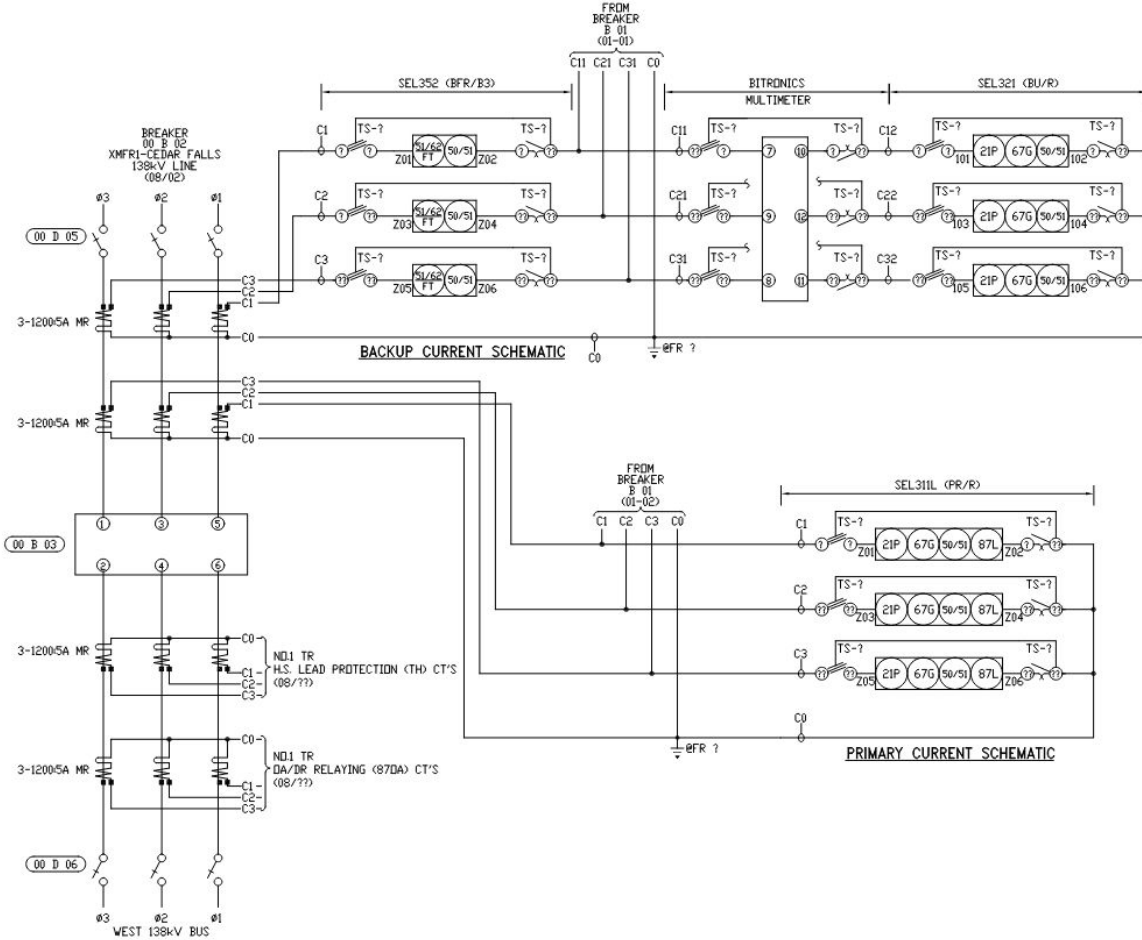 FROM
BREAKER
B 01
(01-01)
C11 C21 C31 C0
SEL352 (BFR/B3)
BITRONICS
MULTIMETER
SEL321 (BU/R)
BREAKER
00 B 02
XMFR1-CEDAR FALLS
138kV LINE
(08/02)
Ø3 Ø2 Ø1
00 D 05
C1 TS-? TS-? C11 TS-? TS-? C12 TS-? TS-?
? ? Z01 51/62 FT 50/51 Z02 ?? ?? ?? ?? 7 10 ? ?? ? ?? 101 21P 67G 50/51 102 ?? ??
C2 TS-? TS-? C21 C22 TS-? TS-?
? ?? Z03 51/62 FT 50/51 Z04 ?? ?? ?? ?? 9 12 ?? ?? ?? ?? 103 21P 67G 50/51 104 ?? ??
C3 TS-? TS-? C31 TS-? TS-? C32 TS-? TS-?
?? ?? Z05 51/62 FT 50/51 Z06 ?? ?? ?? ?? 8 11 ?? ?? ?? ?? 105 21P 67G 50/51 106 ?? ??
C3
C2
C1
3-1200:5A MR
C0
BACKUP CURRENT SCHEMATIC
C0
@FR ?
C3
C2
C1
3-1200:5A MR
C0
FROM
BREAKER
B 01
(01-02)
C1 C2 C3 C0
SEL311L (PR/R)
00 B 03
1 3 5
2 4 6
C1 TS-? TS-?
? ? Z01 21P 67G 50/51 87L Z02 ? ??
C2 TS-? TS-?
?? ?? Z03 21P 67G 50/51 87L Z04 ?? ??
C3 TS-? TS-?
?? ?? Z05 21P 67G 50/51 87L Z06 ?? ??
C0
@FR ?
PRIMARY CURRENT SCHEMATIC
3-1200:5A MR
C0
C1
C2
C3
NO.1 TR
H.S. LEAD PROTECTION (TH) CT'S
(08/??)
3-1200:5A MR
C0
C1
C2
C3
NO.1 TR
OA/DR RELAYING (87OA) CT'S
(08/??)
00 D 06
Ø3 Ø2 Ø1
WEST 138kV BUS